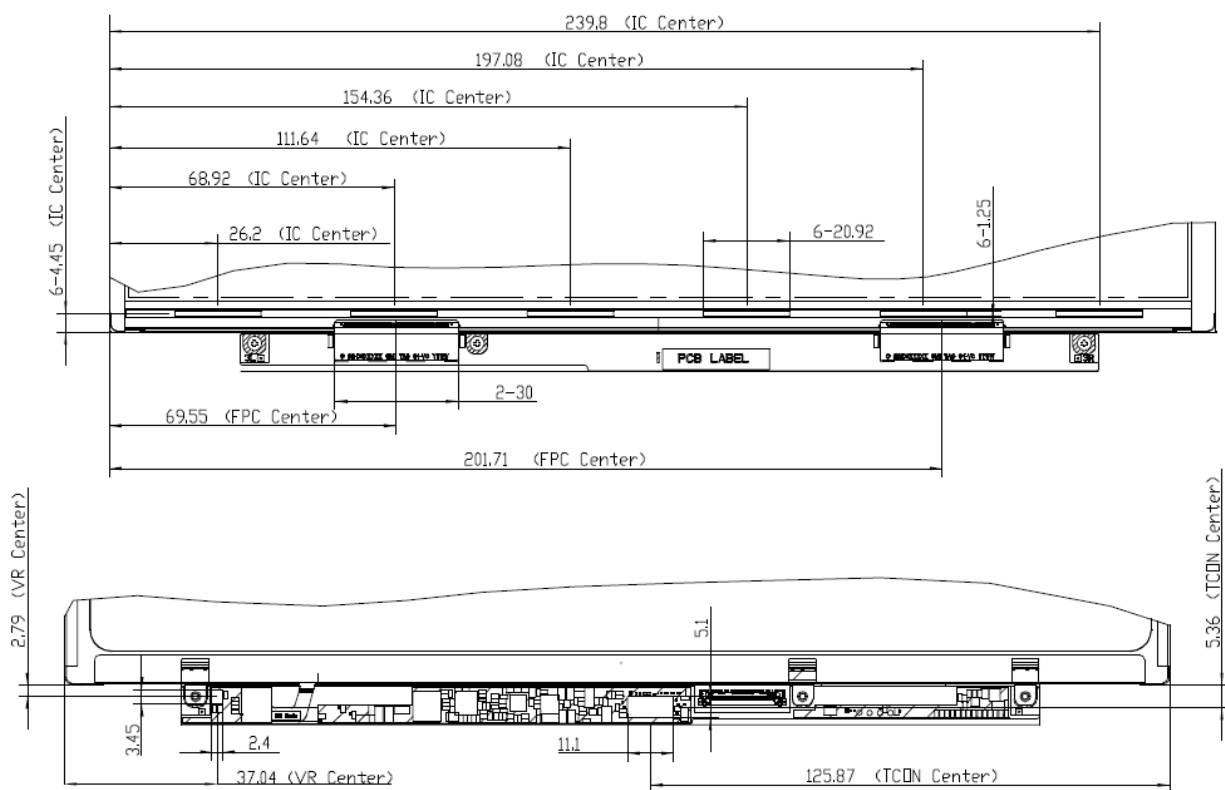 239.8 (IC Center)
197.08 (IC Center)
154.36 (IC Center)
111.64 (IC Center)
68.92 (IC Center)
26.2 (IC Center)
6-4.45 (IC Center)
6-20.92
6-1.25
PCB LABEL
2-30
69.55 (FPC Center)
201.71 (FPC Center)
2.79 (VR Center)
5.1
5.36 (TCON Center)
3.45
2.4
11.1
37.04 (VR Center)
125.87 (TCON Center)